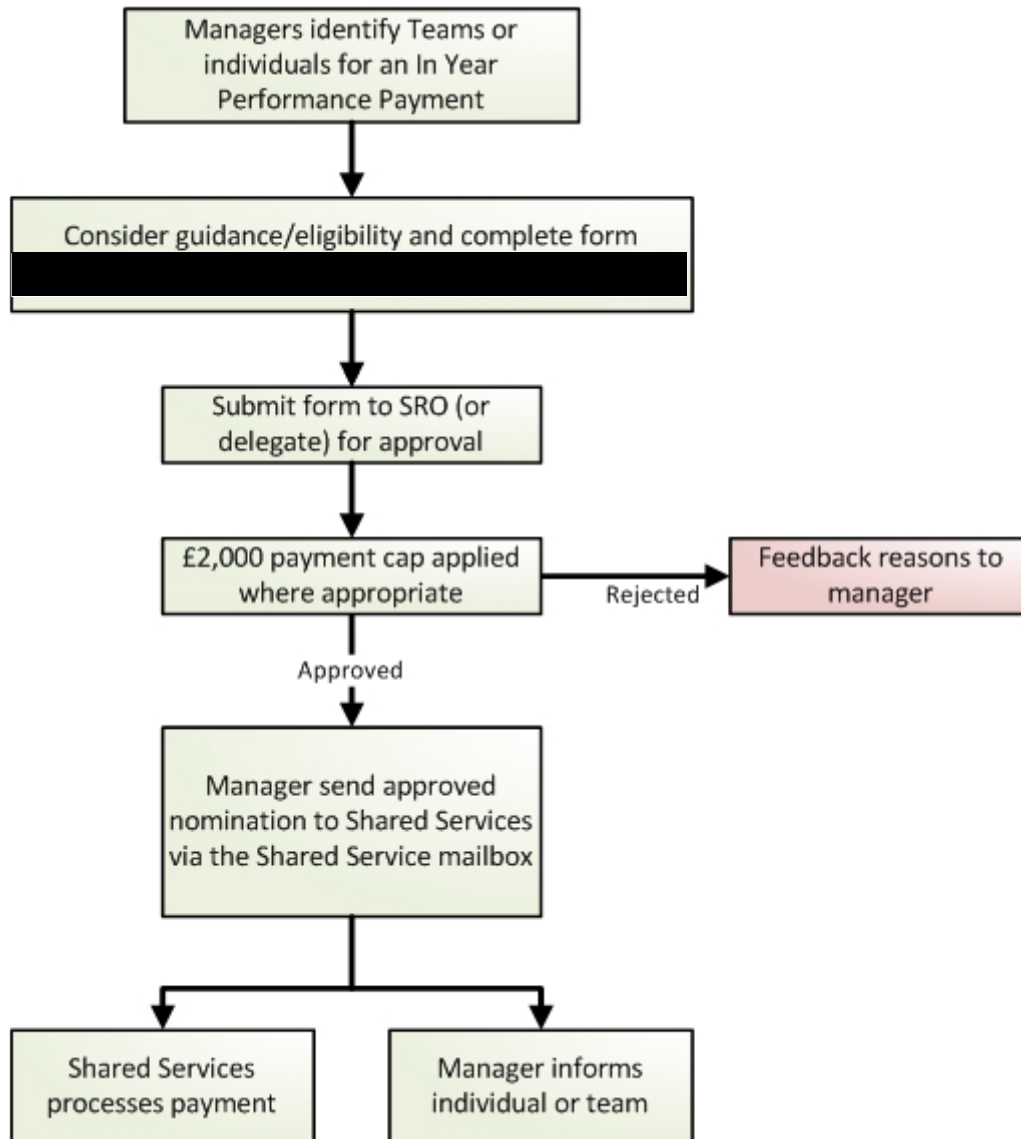 Managers identify Teams or
individuals for an In Year
Performance Payment
Consider guidance/eligibility and complete form
Submit form to SRO (or
delegate) for approval
£2,000 payment cap applied
where appropriate
Rejected
Feedback reasons to
manager
Approved
Manager send approved
nomination to Shared Services
via the Shared Service mailbox
Shared Services
processes payment
Manager informs
individual or team